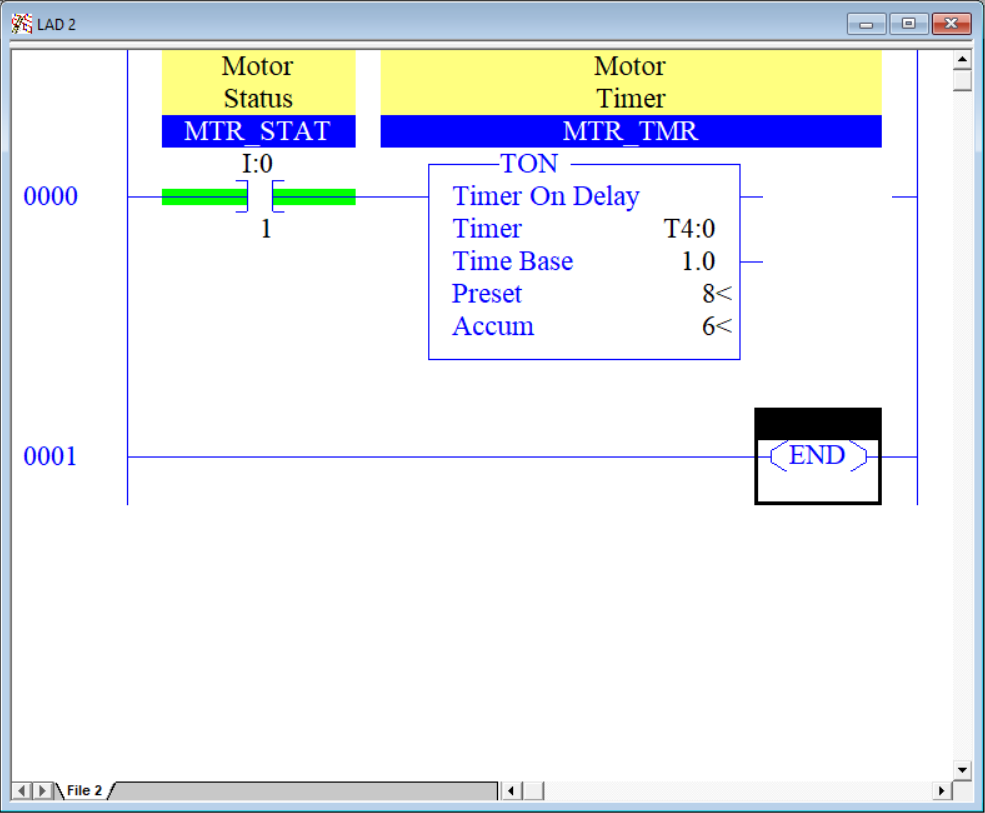 LAD 2
Motor Motor
Status Timer
MTR_STAT MTR_TMR
I:0 TON
0000 Timer On Delay
1 Timer T4:0
Time Base 1.0
Preset 8<
Accum 6<
0001 END
File 2